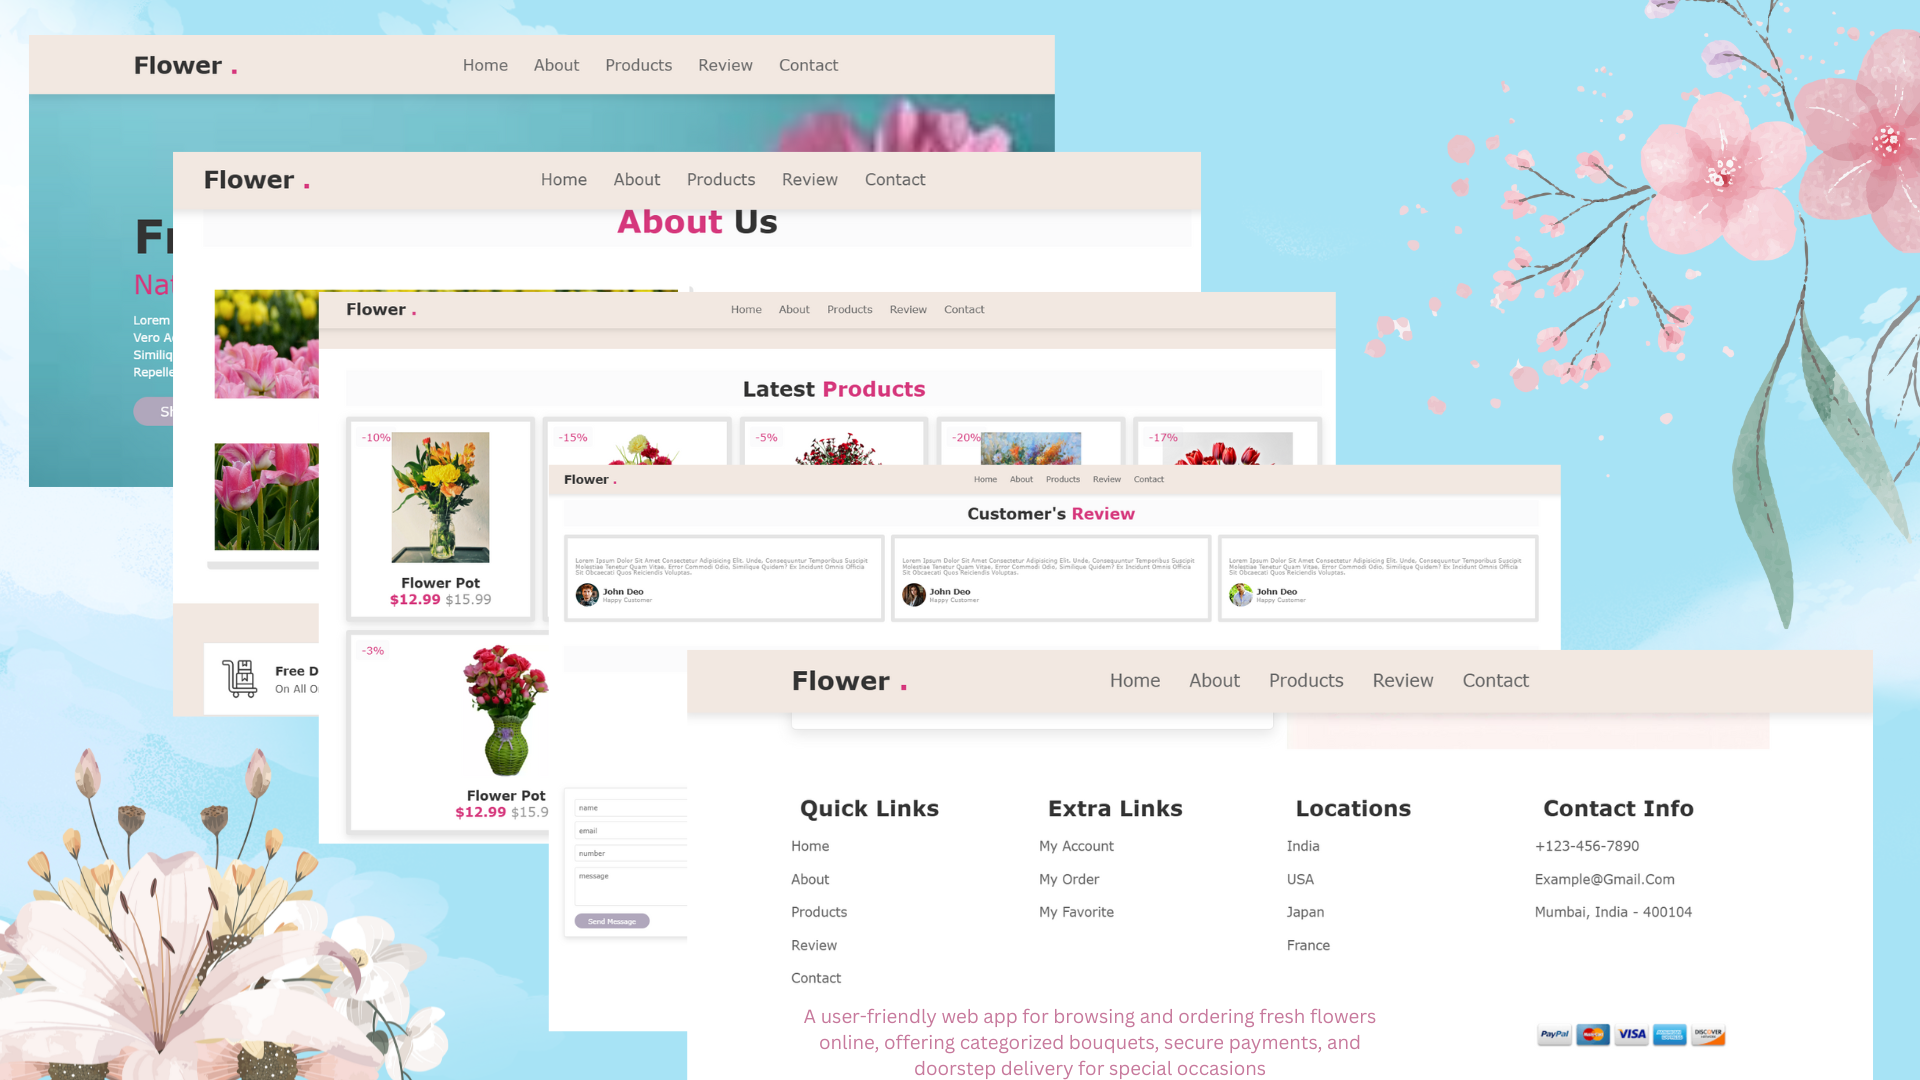 Flower .
Home About Products Review Contact
Lorem
Repelle
Flower .
Home About Products Review Contact
About Us
Free D
On All O
Flower .
Home About Products Review Contact
Latest Products
-10%
-15%
-5%
-20%
-17%
Flower Pot
$12.99 $15.99
-3%
Flower Pot
$12.99 $15.9
Flower .
Home About Products Review Contact
Customer's Review
Lorem Ipsum Dolor Sit Amet Consectetur Adipisicing Elit. Unde, Consequuntur Temporibus Suscipit
Molestiae Tenetur Quam Vitae, Error Commodi Odio, Similique Quidem? Ex Incidunt Omnis Officia
Sit Obcaecati Quos Reiciendis Voluptas.
John Deo
Happy Customer
Lorem Ipsum Dolor Sit Amet Consectetur Adipisicing Elit. Unde, Consequuntur Temporibus Suscipit
Molestiae Tenetur Quam Vitae, Error Commodi Odio, Similique Quidem? Ex Incidunt Omnis Officia
Sit Obcaecati Quos Reiciendis Voluptas.
John Deo
Happy Customer
Lorem Ipsum Dolor Sit Amet Consectetur Adipisicing Elit. Unde, Consequuntur Temporibus Suscipit
Molestiae Tenetur Quam Vitae, Error Commodi Odio, Similique Quidem? Ex Incidunt Omnis Officia
Sit Obcaecati Quos Reiciendis Voluptas.
John Deo
Happy Customer
name
email
number
message
Send Message
Flower .
Home About Products Review Contact
Quick Links
Home
About
Products
Review
Contact
Extra Links
My Account
My Order
My Favorite
Locations
India
USA
Japan
France
Contact Info
+123-456-7890
Example@Gmail.Com
Mumbai, India - 400104
PayPal VISA DISCOVER
A user-friendly web app for browsing and ordering fresh flowers
online, offering categorized bouquets, secure payments, and
doorstep delivery for special occasions